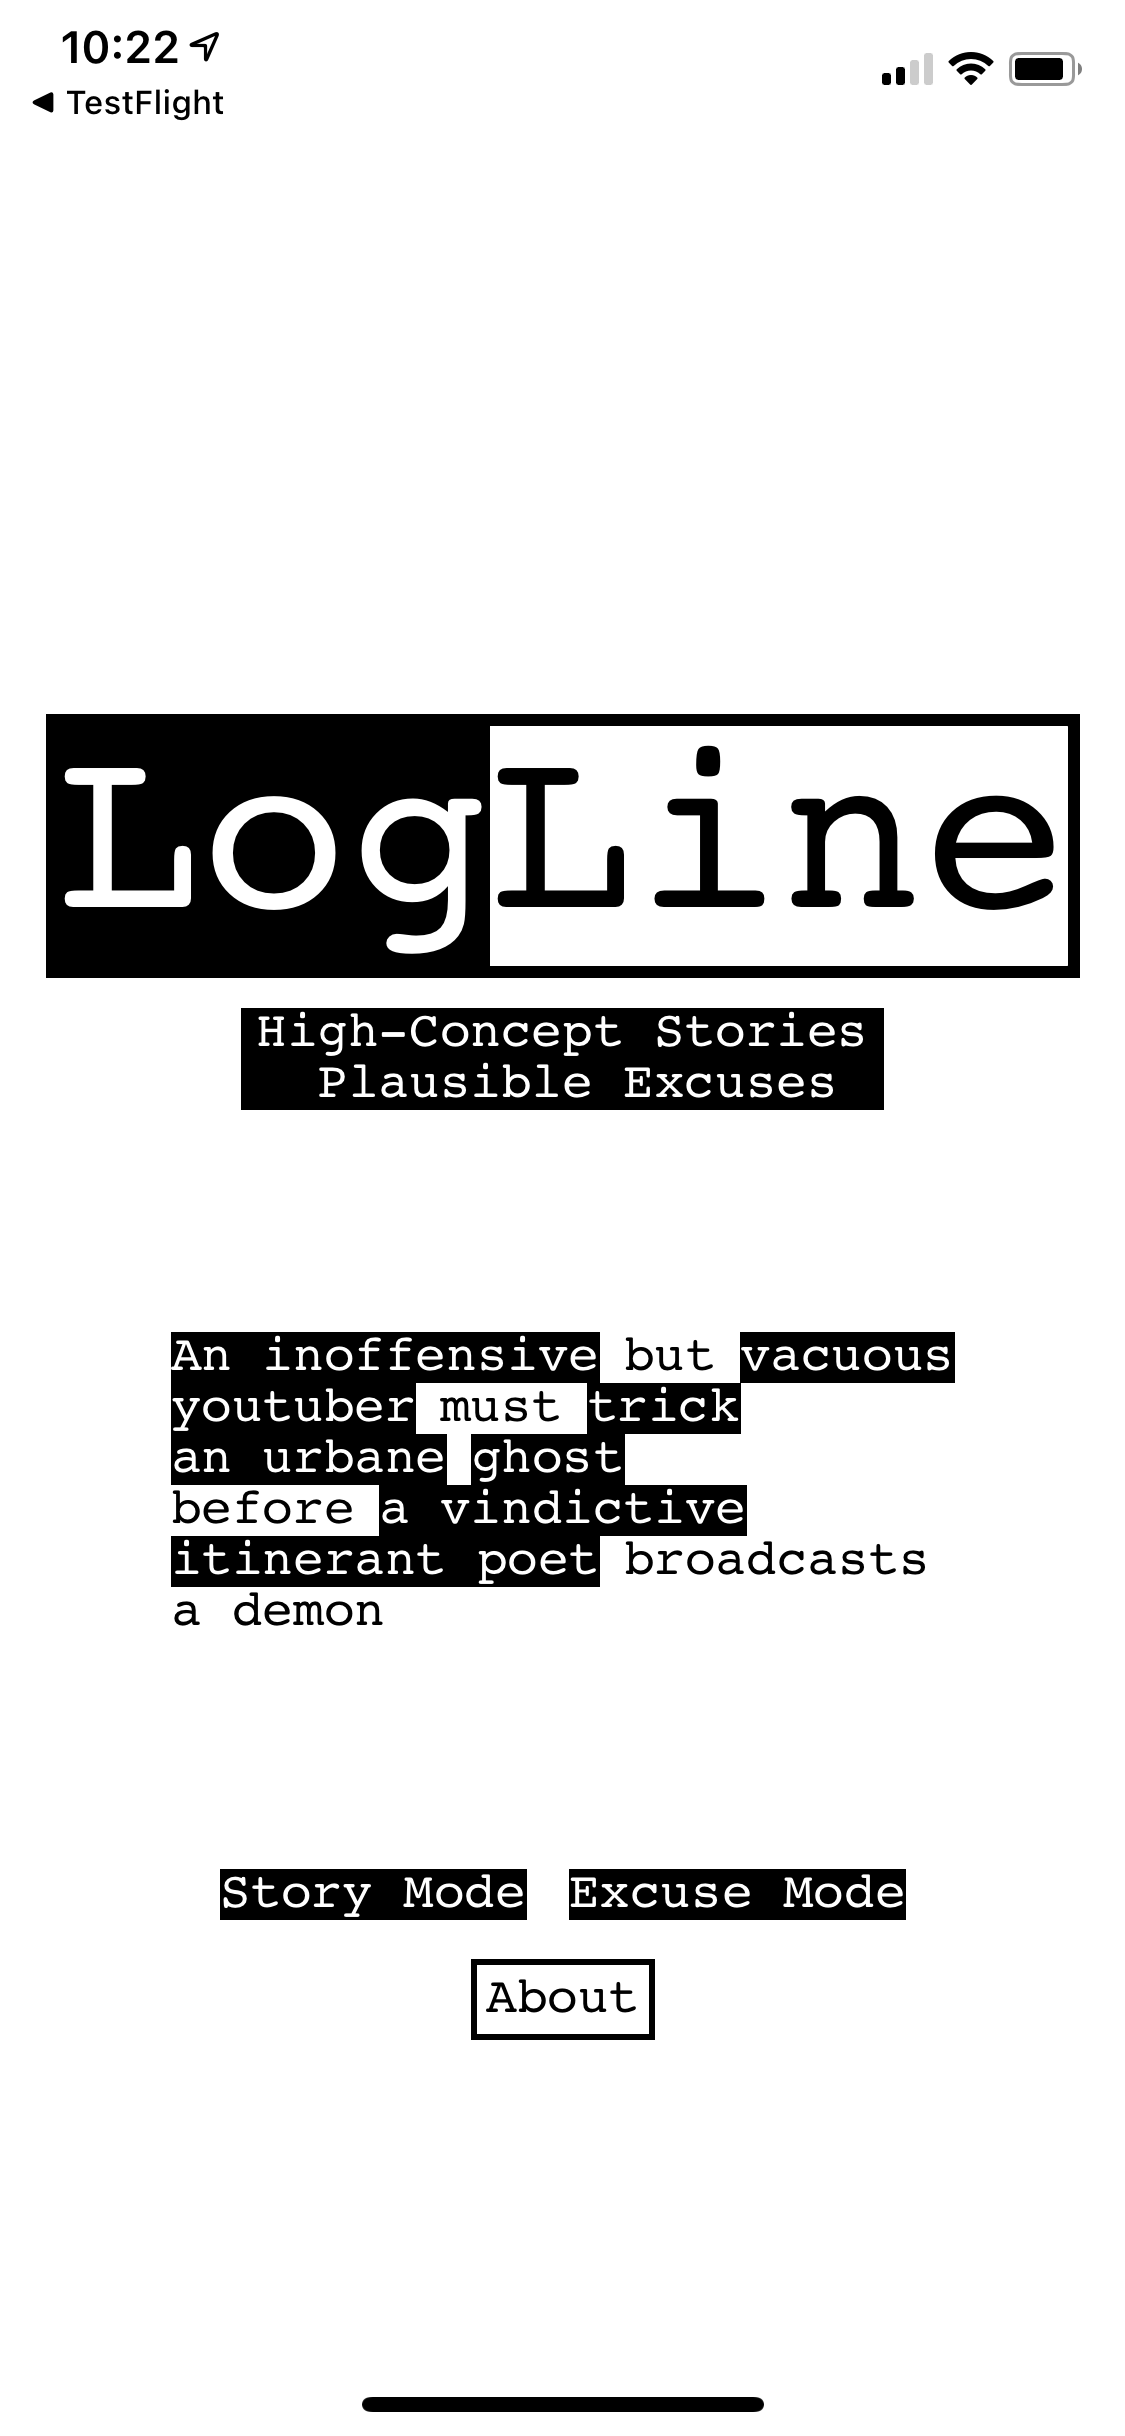 10:22
TestFlight
LogLine
High-Concept Stories
Plausible Excuses
An inoffensive but vacuous
youtuber must trick
an urbane ghost
before a vindictive
itinerant poet broadcasts
a demon
Story Mode Excuse Mode
About